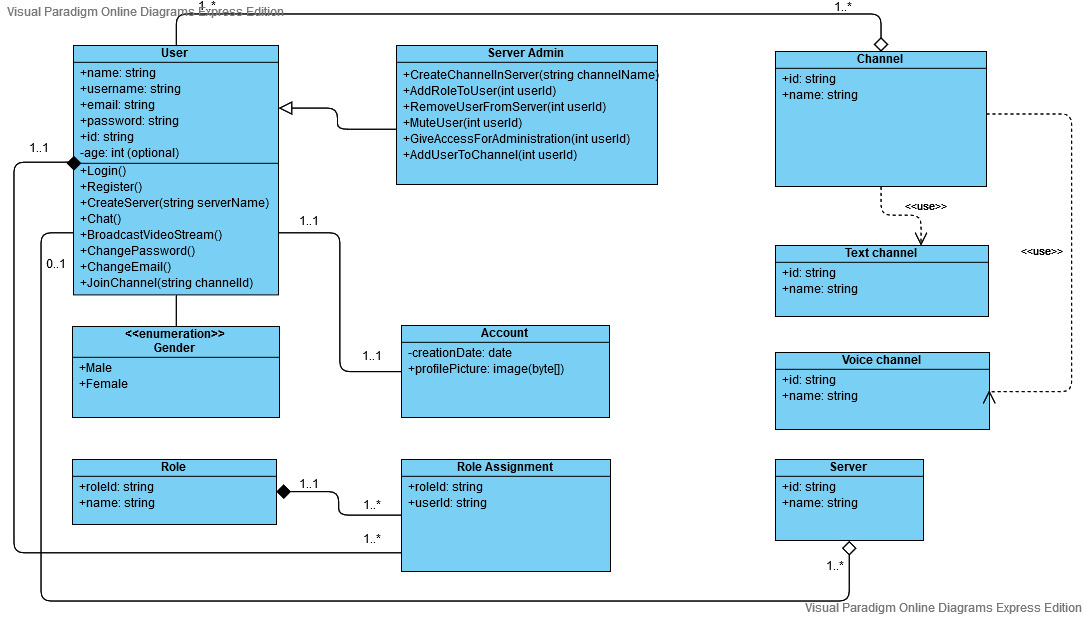 Visual Paradigm Online Diagrams Express Edition
1..*
1..*
User
+name: string
+username: string
+email: string
+password: string
+id: string
-age: int (optional)
+Login()
+Register()
+CreateServer(string serverName)
+Chat()
+BroadcastVideoStream()
+ChangePassword()
+ChangeEmail()
+JoinChannel(string channelId)
Server Admin
+CreateChannelInServer(string channelName)
+AddRoleToUser(int userId)
+RemoveUserFromServer(int userId)
+MuteUser(int userId)
+GiveAccessForAdministration(int userId)
+AddUserToChannel(int userId)
Channel
+id: string
+name: string
1..1
0..1
1..1
1..1
<<use>>
<<use>>
Text channel
+id: string
+name: string
<<enumeration>>
Gender
+Male
+Female
Account
-creationDate: date
+profilePicture: image(byte[])
Voice channel
+id: string
+name: string
Role
+roleId: string
+name: string
1..1
1..*
1..*
Role Assignment
+roleId: string
+userId: string
Server
+id: string
+name: string
1..*
Visual Paradigm Online Diagrams Express Edition